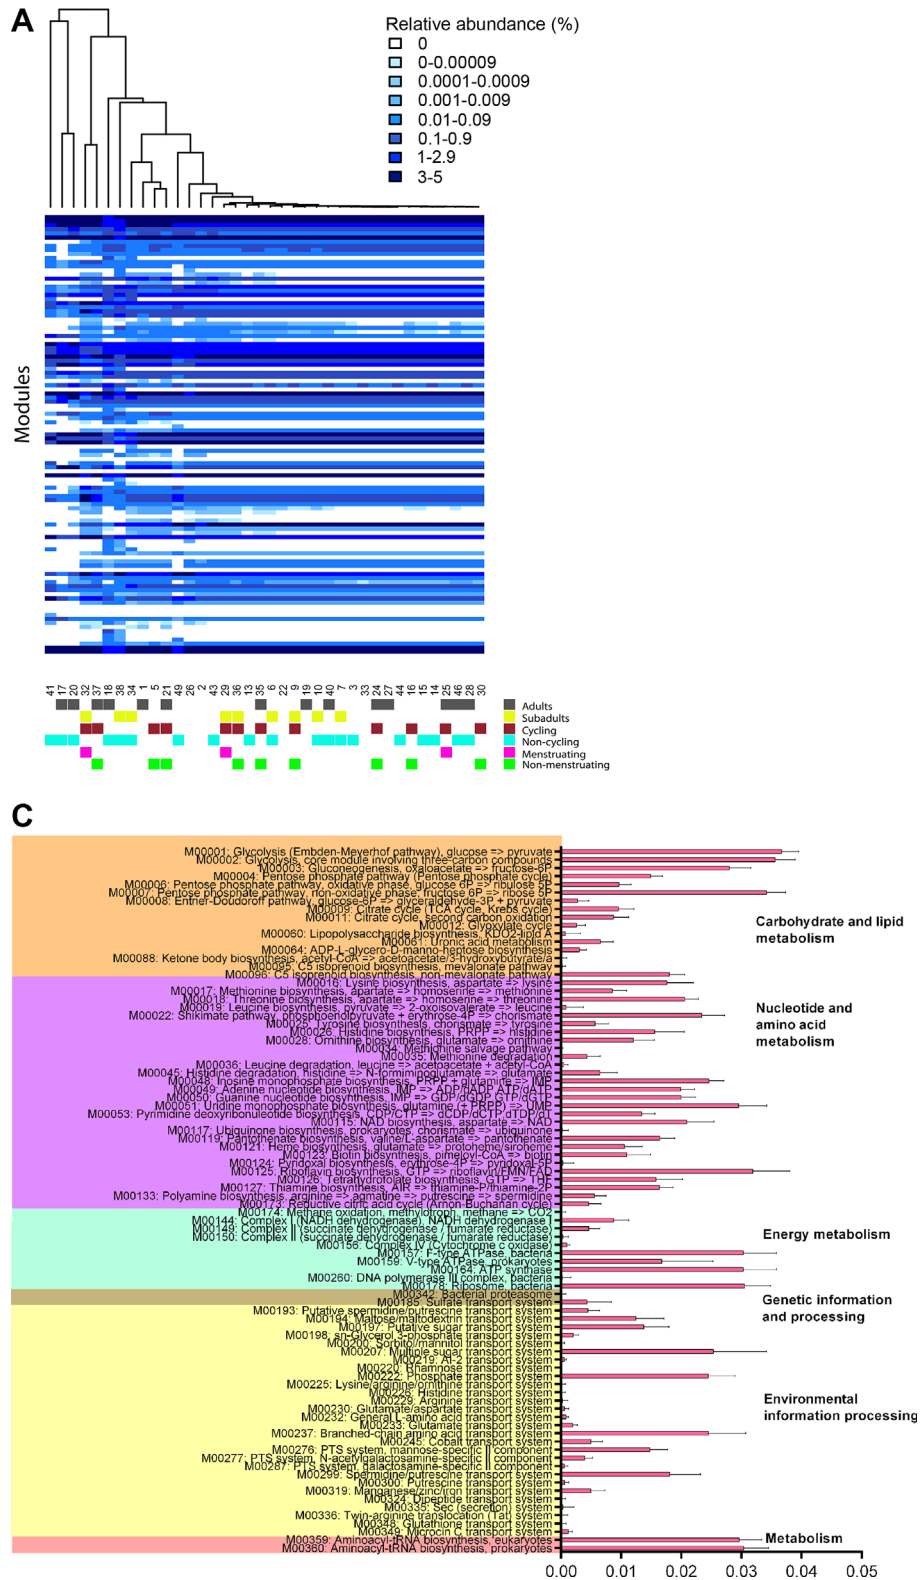 A
Relative abundance (%)
0
0-0.00009
0.0001-0.0009
0.001-0.009
0.01-0.09
0.1-0.9
1-2.9
3-5
Modules
41 17 20 32 37 18 38 34 1 5 21 49 26 2 43 29 36 13 35 6 22 9 19 10 40 7 3 33 24 27 44 16 15 14 25 46 28 30
Adults
Subadults
Cycling
Non-cycling
Menstruating
Non-menstruating
C
M00001: Glycolysis (Embden-Meyerhof pathway), glucose => pyruvate
M00002: Glycolysis, core module involving three-carbon compounds
M00003: Gluconeogenesis, oxaloacetate => fructose-6P
M00004: Pentose phosphate pathway (Pentose phosphate cycle)
M00006: Pentose phosphate pathway, oxidative phase, glucose 6P => ribulose 5P
M00007: Pentose phosphate pathway, non-oxidative phase, fructose 6P => ribose 5P
M00008: Entner-Doudoroff pathway, glucose-6P => glyceraldehyde-3P + pyruvate
M00009: Citrate cycle (TCA cycle, Krebs cycle)
M00011: Citrate cycle, second carbon oxidation
M00012: Glyoxylate cycle
M00060: Lipopolysaccharide biosynthesis, KDO2-lipid A
M00061: Uronic acid metabolism
M00064: ADP-L-glycero-D-manno-heptose biosynthesis
M00088: Ketone body biosynthesis, acetyl-CoA => acetoacetate/3-hydroxybutyrate/a
M00095: C5 isoprenoid biosynthesis, mevalonate pathway
M00096: C5 isoprenoid biosynthesis, non-mevalonate pathway
Carbohydrate and lipid
metabolism
M00016: Lysine biosynthesis, aspartate => lysine
M00017: Methionine biosynthesis, apartate => homoserine => methionine
M00018: Threonine biosynthesis, apartate => homoserine => threonine
M00019: Leucine biosynthesis, pyruvate => 2-oxoisovalerate => leucine
M00022: Shikimate pathway, phosphoenolpyruvate + erythrose-4P => chorismate
M00025: Tyrosine biosynthesis, chorismate => tyrosine
M00026: Histidine biosynthesis, PRPP => histidine
M00028: Ornithine biosynthesis, glutamate => ornithine
M00034: Methionine salvage pathway
M00035: Methionine degradation
M00036: Leucine degradation, leucine => acetoacetate + acetyl-CoA
M00045: Histidine degradation, histidine => N-formiminoglutamate => glutamate
M00048: Inosine monophosphate biosynthesis, PRPP + glutamine => IMP
M00049: Adenine nucleotide biosynthesis, IMP => ADP/dADP,ATP/dATP
M00050: Guanine nucleotide biosynthesis, IMP => GDP/dGDP,GTP/dGTP
M00051: Uridine monophosphate biosynthesis, glutamine (+ PRPP) => UMP
M00053: Pyrimidine deoxyribonuleotide biosynthesis, CDP/CTP => dCDP/dCTP,dTDP/dT
M00115: NAD biosynthesis, aspartate => NAD
M00117: Ubiquinone biosynthesis, prokaryotes, chorismate => ubiquinone
M00119: Pantothenate biosynthesis, valine/L-aspartate => pantothenate
M00121: Heme biosynthesis, glutamate => protoheme/siroheme
M00123: Biotin biosynthesis, pimeloyl-CoA => biotin
M00124: Pyridoxal biosynthesis, erythrose-4P => pyridoxal-5P
M00125: Riboflavin biosynthesis, GTP => riboflavin/FMN/FAD
M00126: Tetrahydrofolate biosynthesis, GTP => THF
M00127: Thiamine biosynthesis, AIR => thiamine-P/thiamine-2P
M00133: Polyamine biosynthesis, arginine => agmatine => putrescine => spermidine
M00173: Reductive citric acid cycle (Arnon-Buchanan cycle)
Nucleotide and
amino acid
metabolism
M00174: Methane oxidation, methylotroph, methane => CO2
M00144: Complex I (NADH dehydrogenase), NADH dehydrogenase I
M00149: Complex II (succinate dehydrogenase / fumarate reductase)
M00150: Complex II (succinate dehydrogenase / fumarate reductase)
M00156: Complex IV (Cytochrome c oxidase)
M00157: F-type ATPase, bacteria
M00159: V-type ATPase, prokaryotes
M00164: ATP synthase
M00260: DNA polymerase III complex, bacteria
M00178: Ribosome, bacteria
Energy metabolism
M00342: Bacterial proteasome
M00185: Sulfate transport system
Genetic information
and processing
M00193: Putative spermidine/putrescine transport system
M00194: Maltose/maltodextrin transport system
M00197: Putative sugar transport system
M00198: sn-Glycerol 3-phosphate transport system
M00200: Sorbitol/mannitol transport system
M00207: Multiple sugar transport system
M00219: AI-2 transport system
M00220: Rhamnose transport system
M00222: Phosphate transport system
M00225: Lysine/arginine/ornithine transport system
M00226: Histidine transport system
M00229: Arginine transport system
M00230: Glutamate/aspartate transport system
M00232: General L-amino acid transport system
M00233: Glutamate transport system
M00237: Branched-chain amino acid transport system
M00245: Cobalt transport system
M00276: PTS system, mannose-specific II component
M00277: PTS system, N-acetylgalactosamine-specific II component
M00287: PTS system, galactosamine-specific II component
M00299: Spermidine/putrescine transport system
M00300: Putrescine transport system
M00319: Manganese/zinc/iron transport system
M00324: Dipeptide transport system
M00335: Sec (secretion) system
M00336: Twin-arginine translocation (Tat) system
M00348: Glutathione transport system
M00349: Microcin C transport system
Environmental
information processing
M00359: Aminoacyl-tRNA biosynthesis, eukaryotes
M00360: Aminoacyl-tRNA biosynthesis, prokaryotes
Metabolism
0.00 0.01 0.02 0.03 0.04 0.05